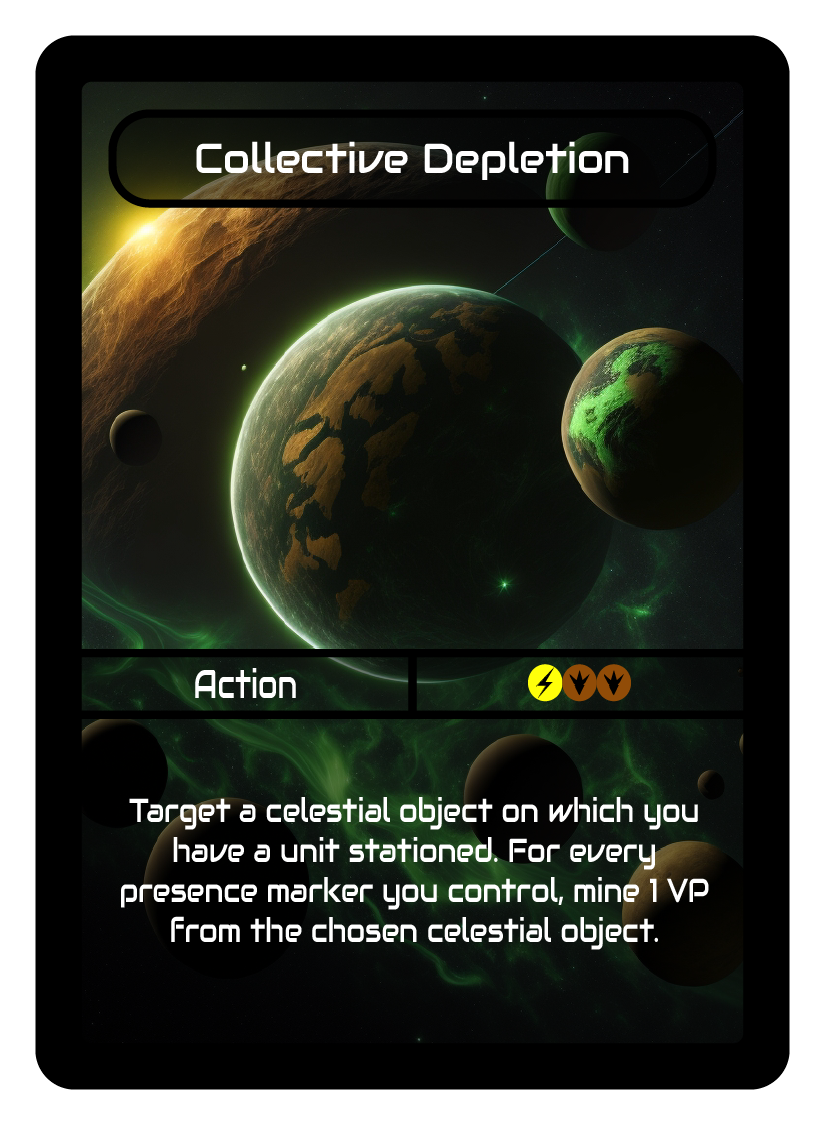 Collective Depletion
Action
Target a celestial object on which you
have a unit stationed. For every
presence marker you control, mine 1 VP
from the chosen celestial object.